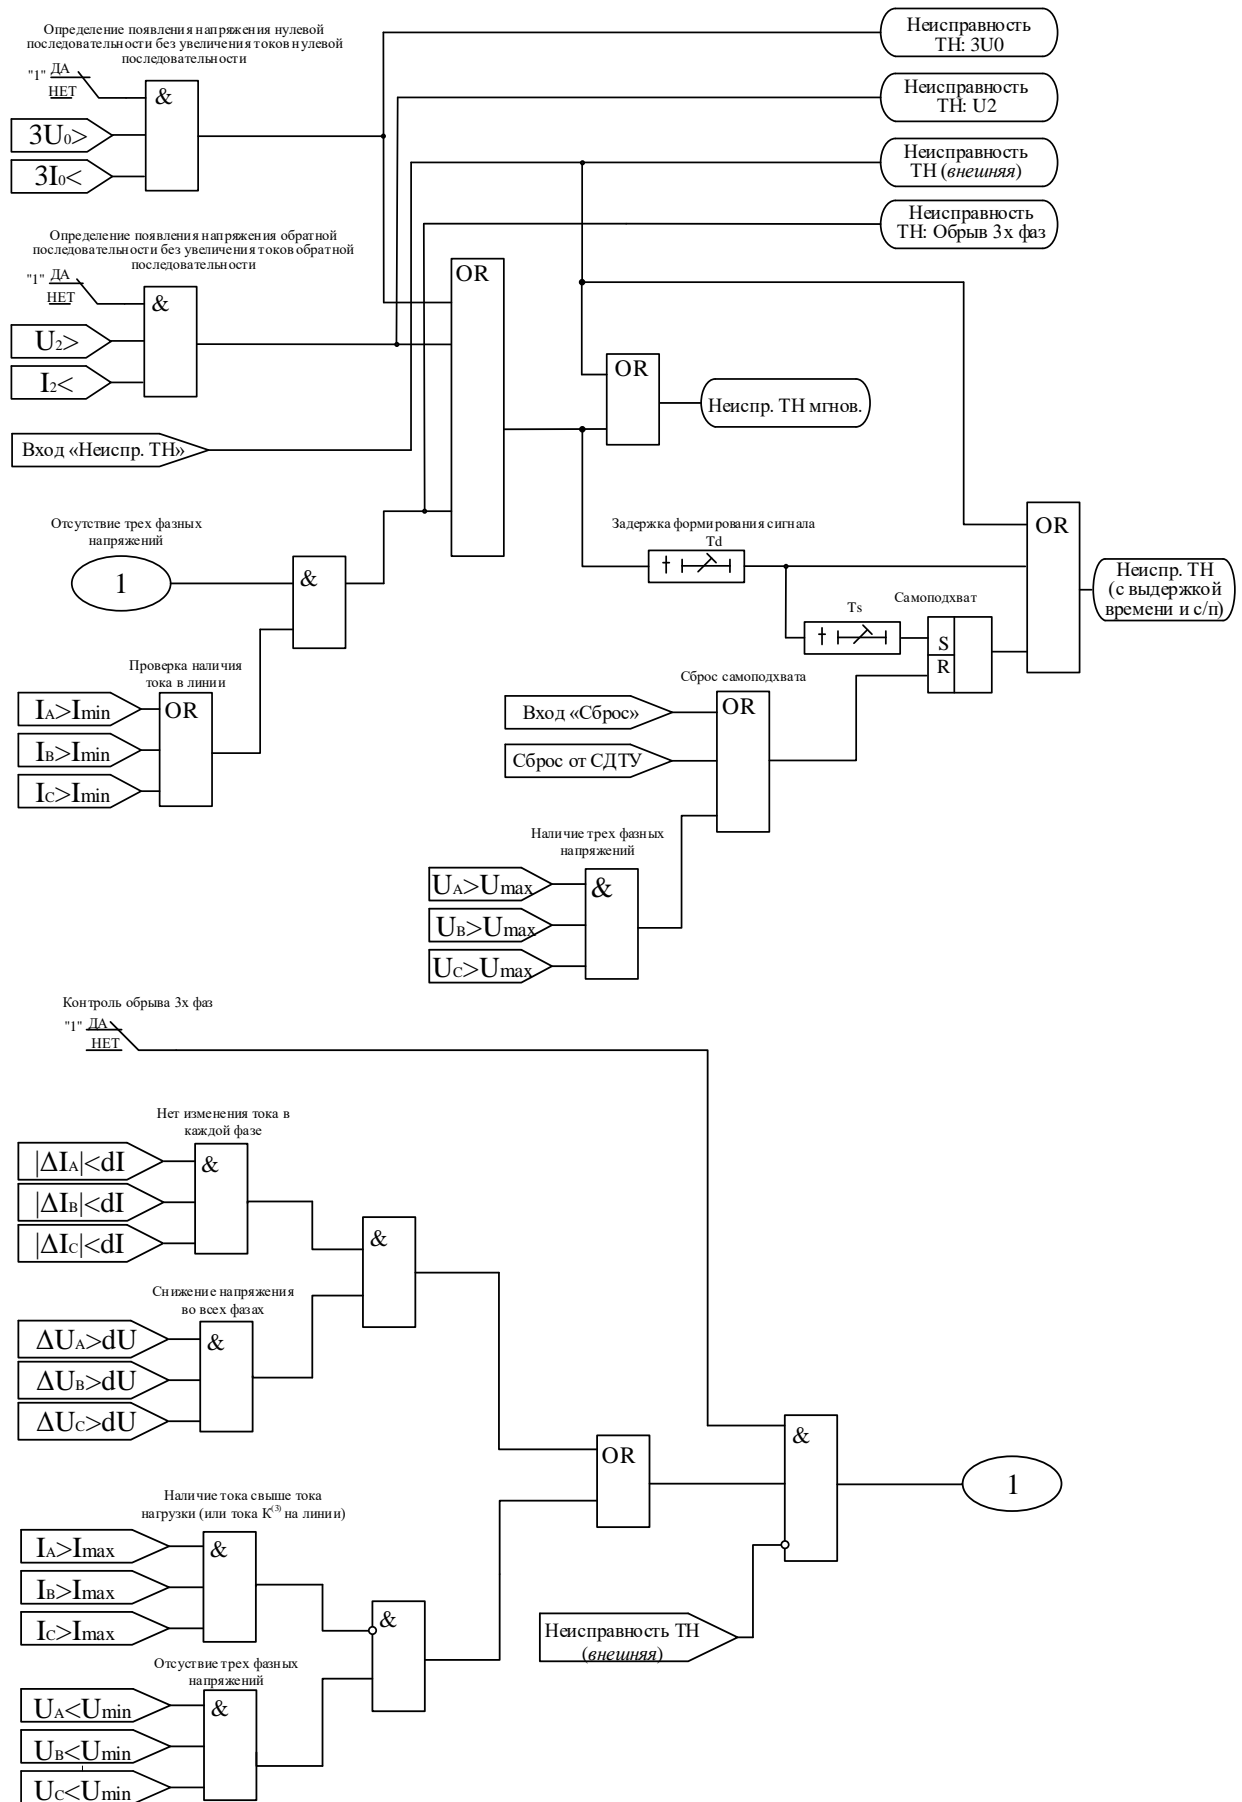 Определение появления напряжения нулевой
последовательности без увеличения токов нулевой
последовательности
"1" ДА
НЕТ
&
3U0>
3I0<
Неисправность
ТН: 3U0
Неисправность
ТН: U2
Неисправность
ТН (внешняя)
Неисправность
ТН: Обрыв 3х фаз
Определение появления напряжения обратной
последовательности без увеличения токов обратной
последовательности
"1" ДА
НЕТ
&
U2>
I2<
OR
OR
Неиспр. ТН мгнов.
Вход «Неиспр. ТН»
Отсутствие трех фазных
напряжений
1
&
Задержка формирования сигнала
Td
OR
Неиспр. ТН
(с выдержкой
времени и с/п)
Ts
Самоподхват
S
R
Проверка наличия
тока в линии
IA>Imin
IB>Imin
IC>Imin
OR
Сброс самоподхвата
Вход «Сброс»
Сброс от СДТУ
OR
Наличие трех фазных
напряжений
UA>Umax
UB>Umax
UC>Umax
&
Контроль обрыва 3х фаз
"1" ДА
НЕТ
Нет изменения тока в
каждой фазе
|ΔIA|<dI
|ΔIB|<dI
|ΔIC|<dI
&
&
Снижение напряжения
во всех фазах
ΔUA>dU
ΔUB>dU
ΔUC>dU
&
OR
&
1
Наличие тока свыше тока
нагрузки (или тока К(3) на линии)
IA>Imax
IB>Imax
IC>Imax
&
&
Неисправность ТН
(внешняя)
Отсуствие трех фазных
напряжений
UA<Umin
UB<Umin
UC<Umin
&